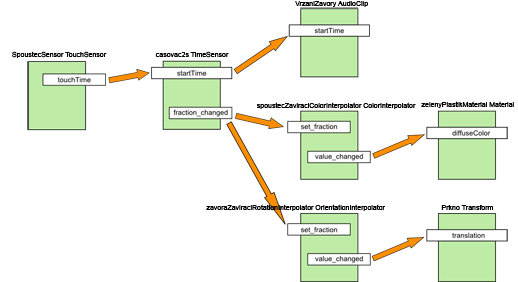 VrzaniZavory AudioClip
startTime
SpoustecSensor TouchSensor
touchTime
casovac2s TimeSensor
startTime
fraction_changed
spoustecZaviraciColorInterpolator ColorInterpolator
set_fraction
value_changed
zelenyPlastikMaterial Material
diffuseColor
zavoraZaviraciRotationInterpolator OrientationInterpolator
set_fraction
value_changed
Prkno Transform
translation